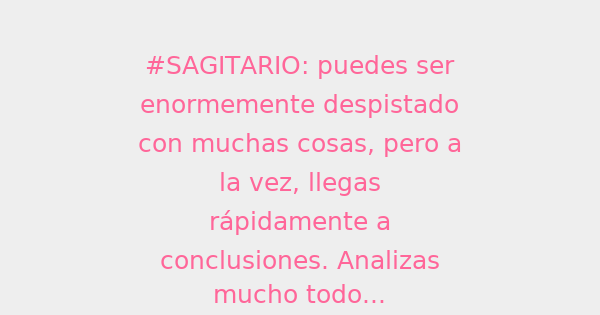 #SAGITARIO: puedes ser
enormemente despistado
con muchas cosas, pero a
la vez, llegas
rápidamente a
conclusiones. Analizas
mucho todo...